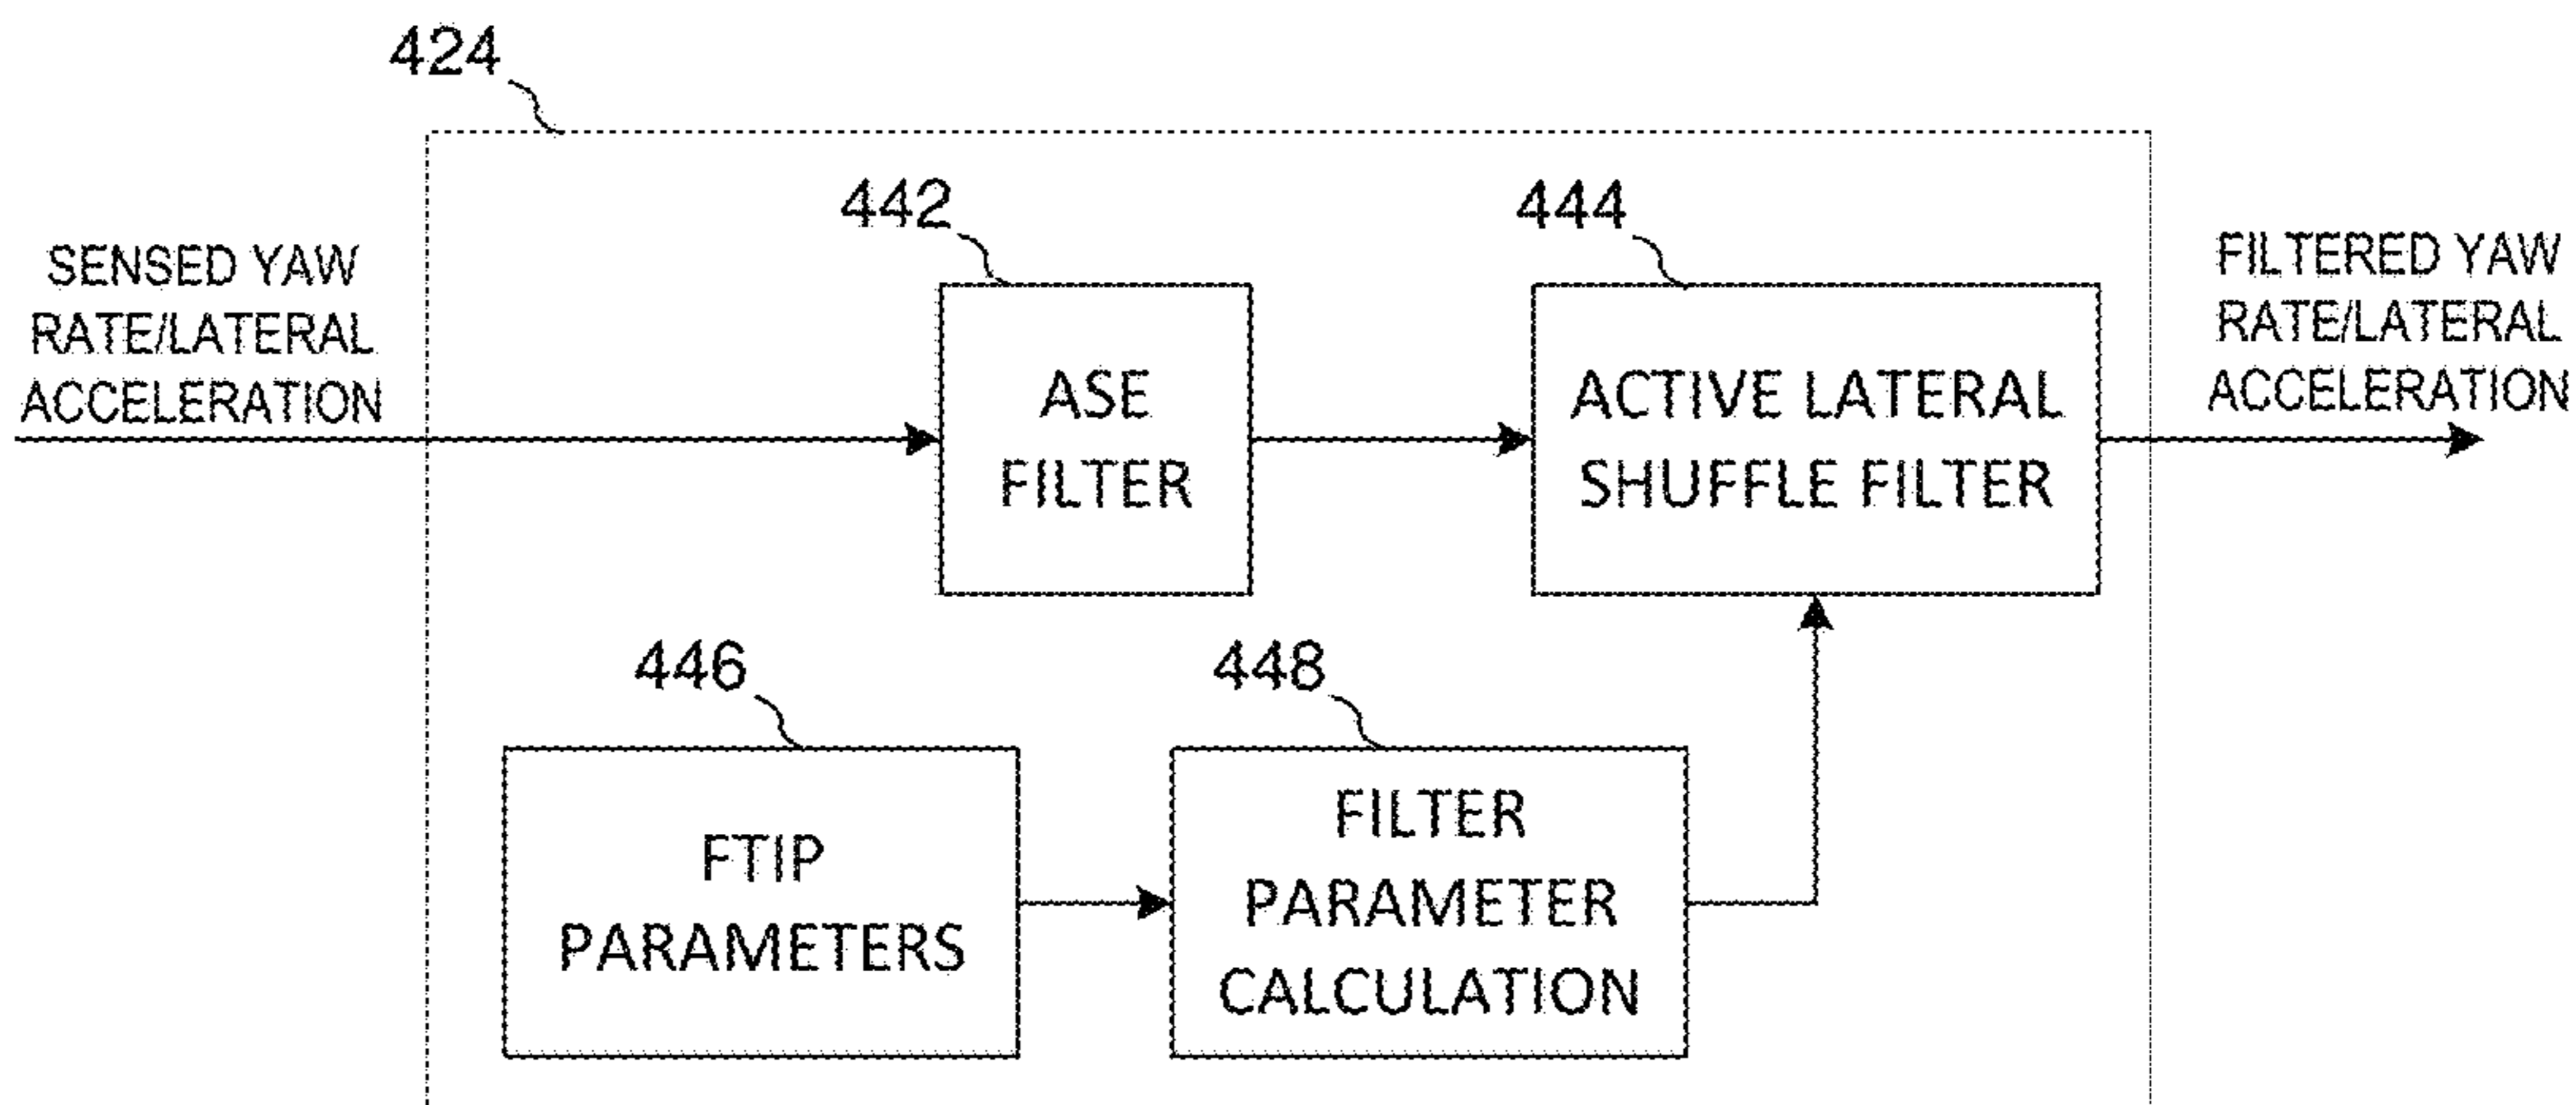 424
442
444
SENSED YAW
RATE/LATERAL
ACCELERATION
ASE
FILTER
ACTIVE LATERAL
SHUFFLE FILTER
FILTERED YAW
RATE/LATERAL
ACCELERATION
446
448
FTIP
PARAMETERS
FILTER
PARAMETER
CALCULATION